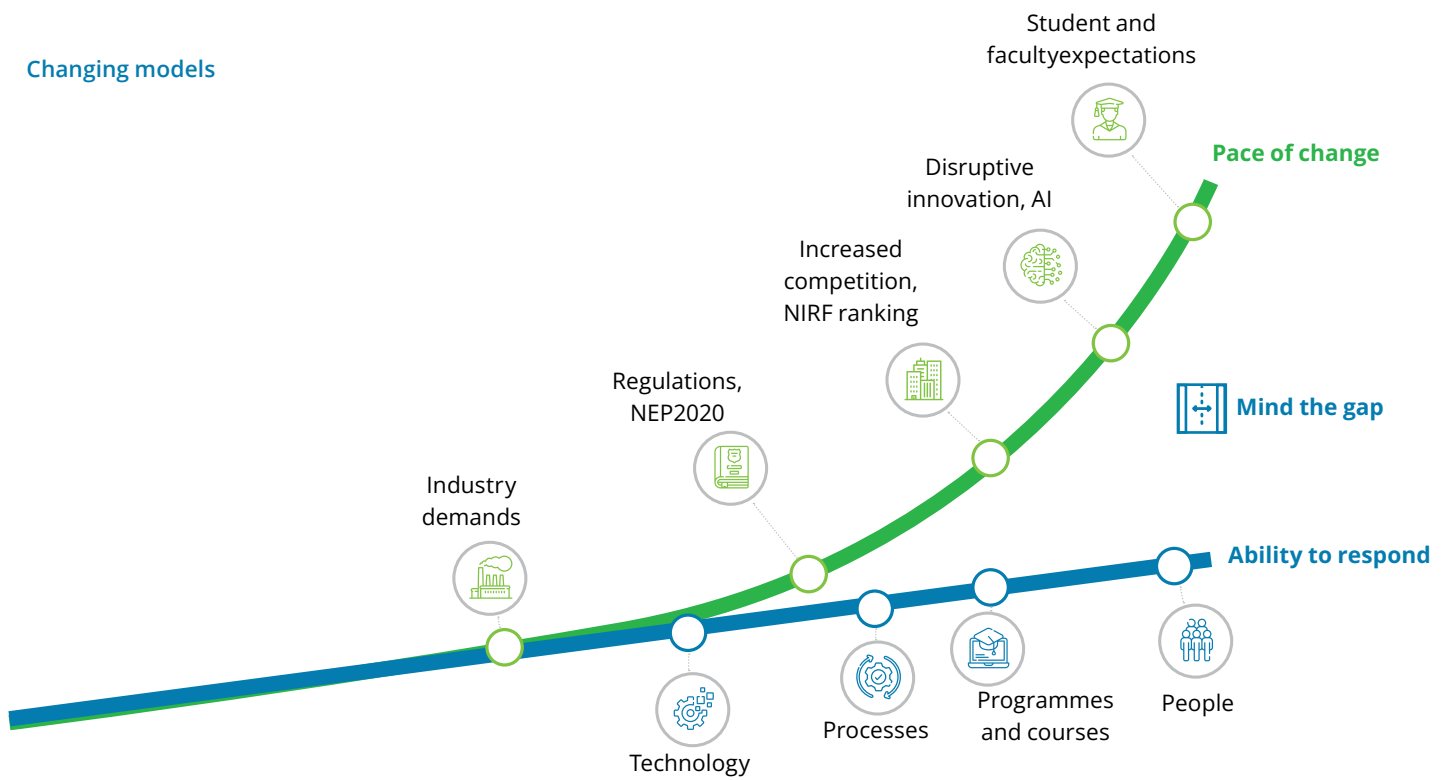 Changing models
Student and
facultyexpectations
Pace of change
Disruptive
innovation, AI
Increased
competition,
NIRF ranking
Regulations,
NEP2020
Mind the gap
Industry
demands
Ability to respond
Technology
Processes
Programmes
and courses
People